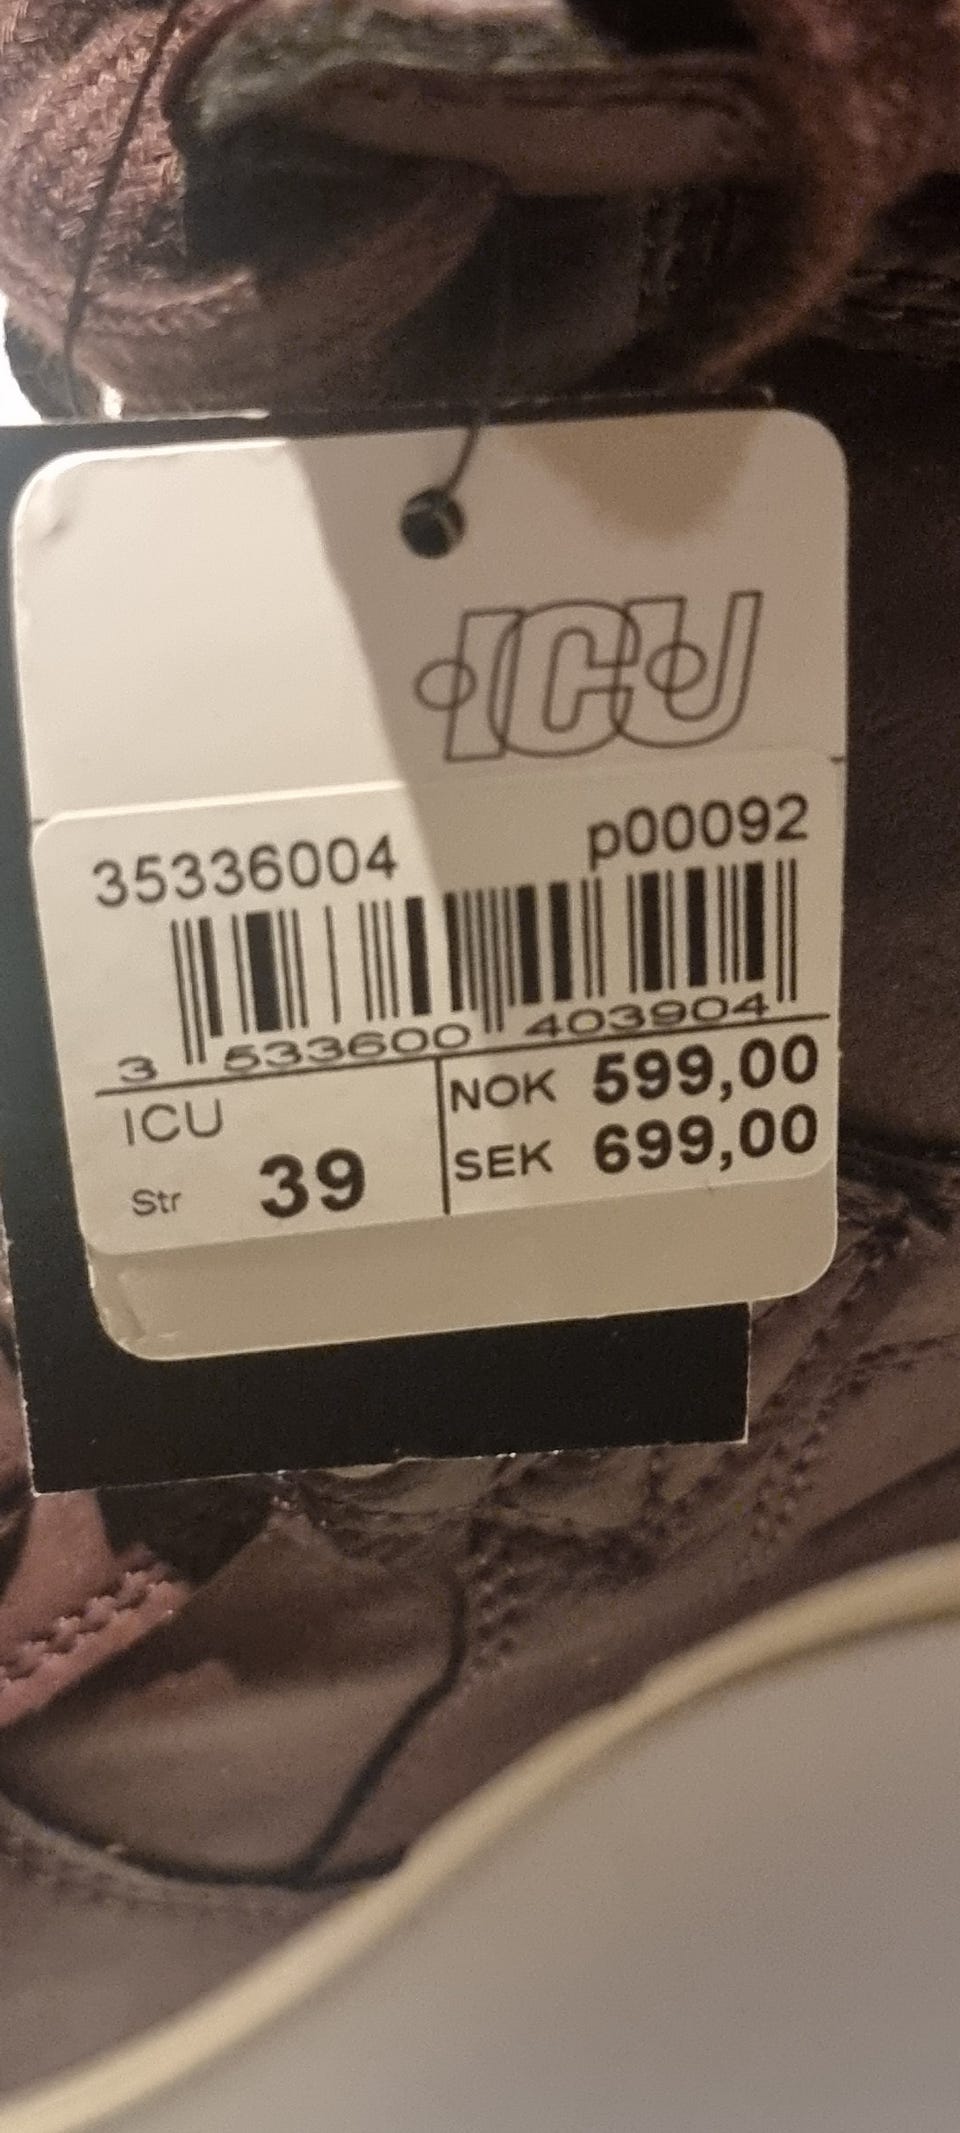 ICU
35336004 p00092
3 533600 403904
ICU
Str 39
NOK 599,00
SEK 699,00